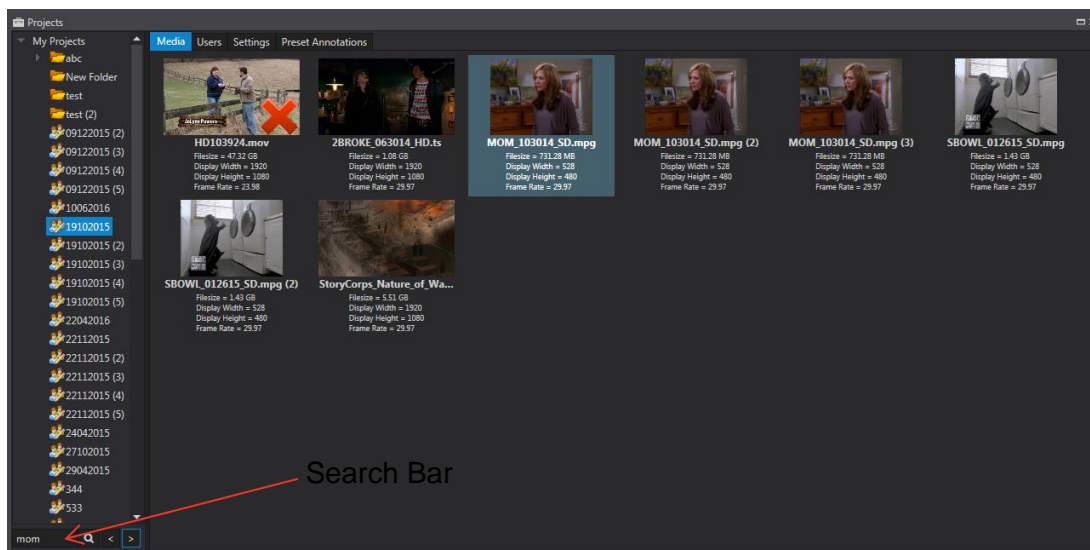 Projects
My Projects
abc
New Folder
test
test (2)
09122015 (2)
09122015 (3)
09122015 (4)
09122015 (5)
10062016
19102015
19102015 (2)
19102015 (3)
19102015 (4)
19102015 (5)
22042016
22112015
22112015 (2)
22112015 (3)
22112015 (4)
22112015 (5)
24042015
27102015
29042015
344
533
mom
< >
Media Users Settings Preset Annotations
JoLynn Powers
HD103924.mov
Filesize = 47.32 GB
Display Width = 1920
Display Height = 1080
Frame Rate = 23.98
2BROKE_063014_HD.ts
Filesize = 1.08 GB
Display Width = 1920
Display Height = 1080
Frame Rate = 29.97
MOM_103014_SD.mpg
Filesize = 731.28 MB
Display Width = 528
Display Height = 480
Frame Rate = 29.97
MOM_103014_SD.mpg (2)
Filesize = 731.28 MB
Display Width = 528
Display Height = 480
Frame Rate = 29.97
MOM_103014_SD.mpg (3)
Filesize = 731.28 MB
Display Width = 528
Display Height = 480
Frame Rate = 29.97
SBOWL_012615_SD.mpg
Filesize = 1.43 GB
Display Width = 528
Display Height = 480
Frame Rate = 29.97
SBOWL_012615_SD.mpg (2)
Filesize = 1.43 GB
Display Width = 528
Display Height = 480
Frame Rate = 29.97
StoryCorps_Nature_of_Wa...
Filesize = 5.51 GB
Display Width = 1920
Display Height = 1080
Frame Rate = 29.97
Search Bar